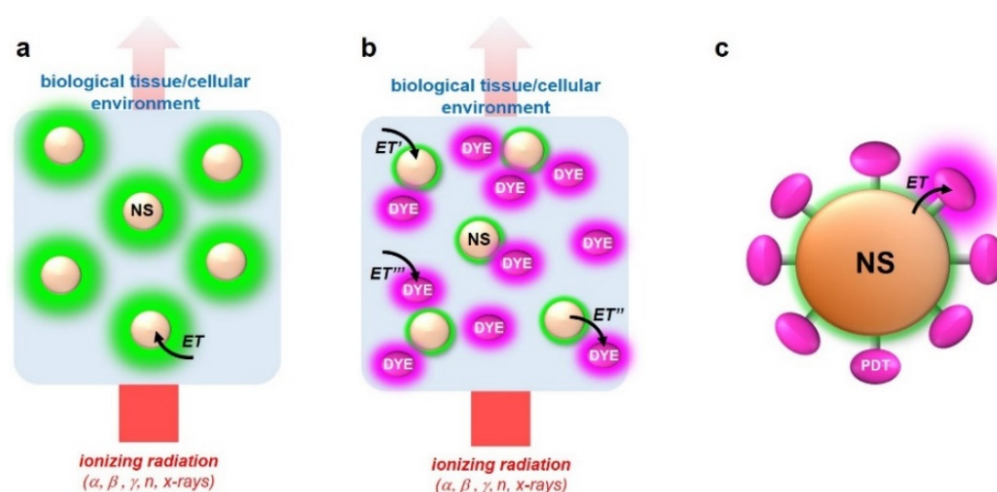 a
biological tissue/cellular
environment
NS
ET
ionizing radiation
(α, β, γ, n, x-rays)
b
biological tissue/cellular
environment
ET'
DYE
DYE
DYE
DYE
NS
DYE
DYE
ET'''
DYE
DYE
ET''
DYE
DYE
ionizing radiation
(α, β, γ, n, x-rays)
c
ET
NS
PDT